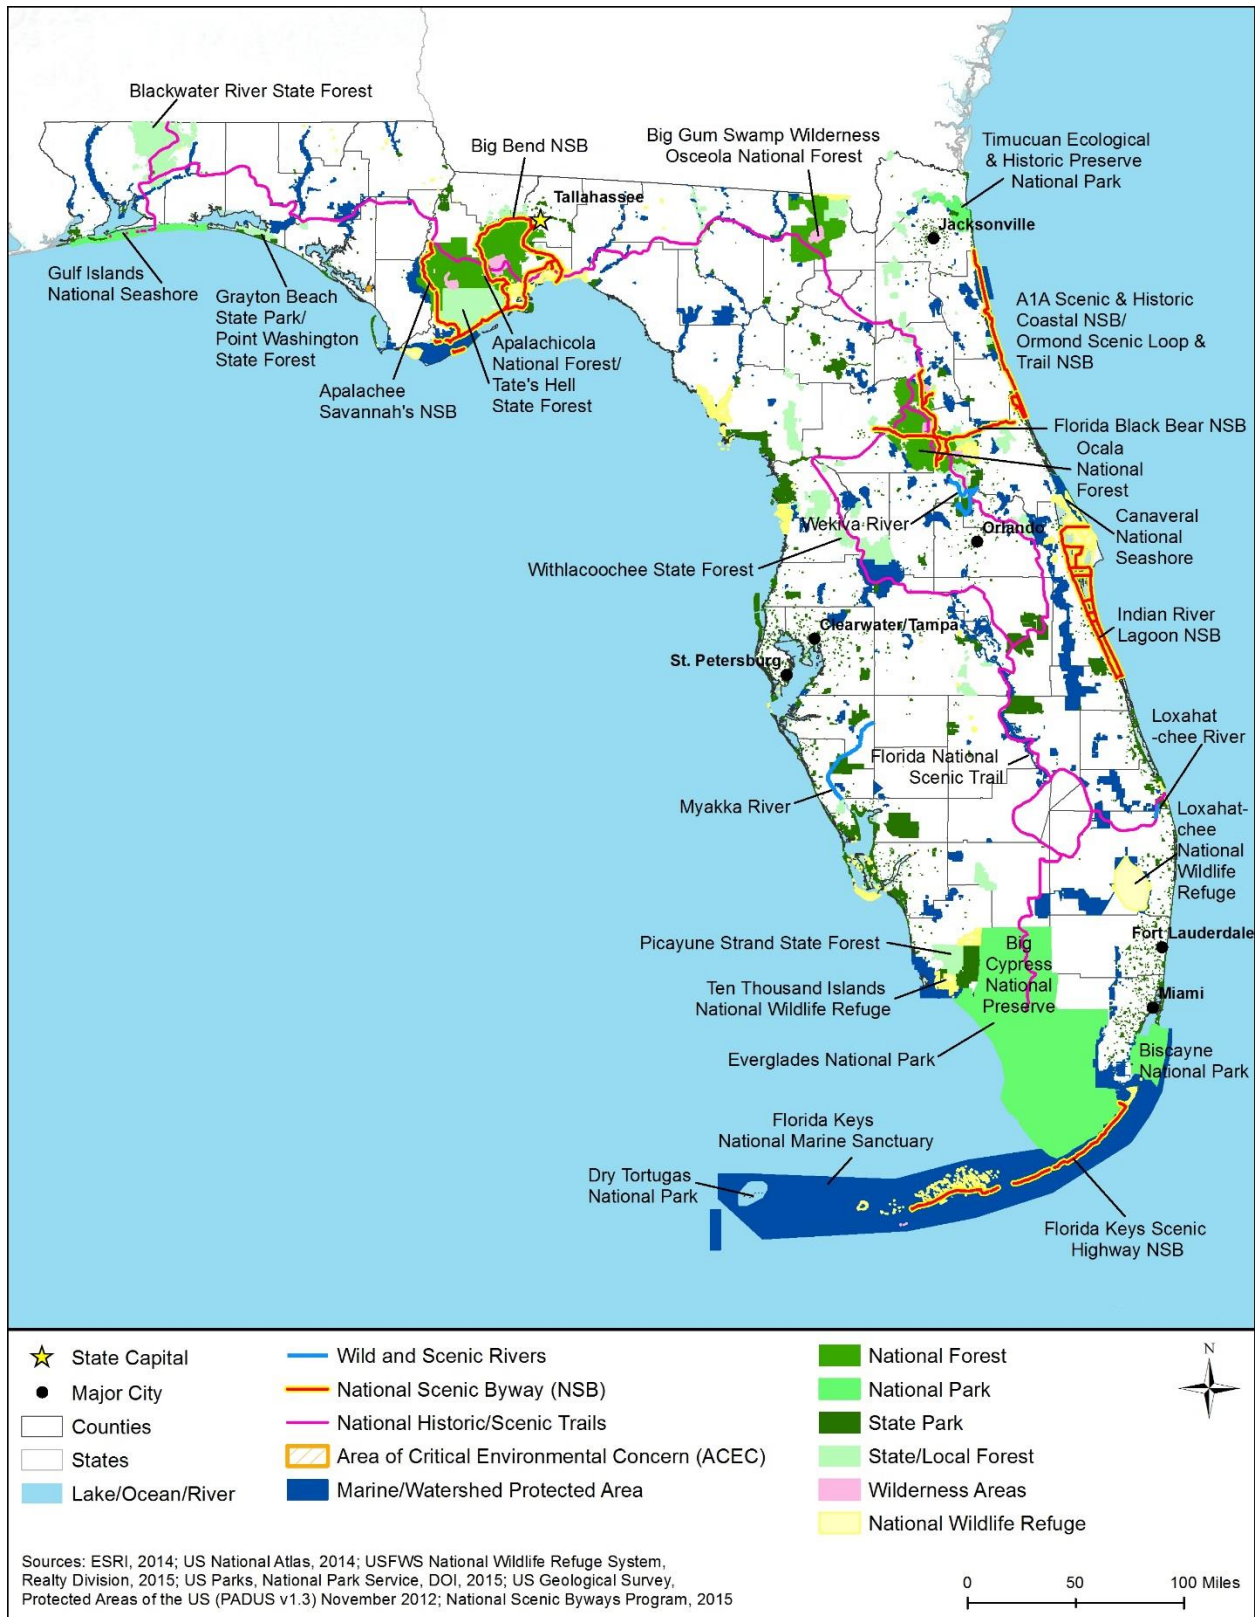 Blackwater River State Forest
Big Bend NSB
Big Gum Swamp Wilderness
Osceola National Forest
Timucuan Ecological
& Historic Preserve
National Park
Tallahassee
Jacksonville
Gulf Islands
National Seashore
Grayton Beach
State Park/
Point Washington
State Forest
Apalachee
Savannah's NSB
Apalachicola
National Forest/
Tate's Hell
State Forest
A1A Scenic & Historic
Coastal NSB/
Ormond Scenic Loop &
Trail NSB
Florida Black Bear NSB
Ocala
National
Forest
Wekiva River
Orlando
Canaveral
National
Seashore
Withlacoochee State Forest
Clearwater/Tampa
St. Petersburg
Indian River
Lagoon NSB
Loxahat
-chee River
Florida National
Scenic Trail
Myakka River
Loxahat-
chee
National
Wildlife
Refuge
Fort Lauderdale
Picayune Strand State Forest
Big
Cypress
National
Preserve
Ten Thousand Islands
National Wildlife Refuge
Miami
Everglades National Park
Biscayne
National Park
Florida Keys
National Marine Sanctuary
Dry Tortugas
National Park
Florida Keys Scenic
Highway NSB
State Capital
Major City
Counties
States
Lake/Ocean/River
Wild and Scenic Rivers
National Scenic Byway (NSB)
National Historic/Scenic Trails
Area of Critical Environmental Concern (ACEC)
Marine/Watershed Protected Area
National Forest
National Park
State Park
State/Local Forest
Wilderness Areas
National Wildlife Refuge
N
Sources: ESRI, 2014; US National Atlas, 2014; USFWS National Wildlife Refuge System,
Realty Division, 2015; US Parks, National Park Service, DOI, 2015; US Geological Survey,
Protected Areas of the US (PADUS v1.3) November 2012; National Scenic Byways Program, 2015
0 50 100 Miles